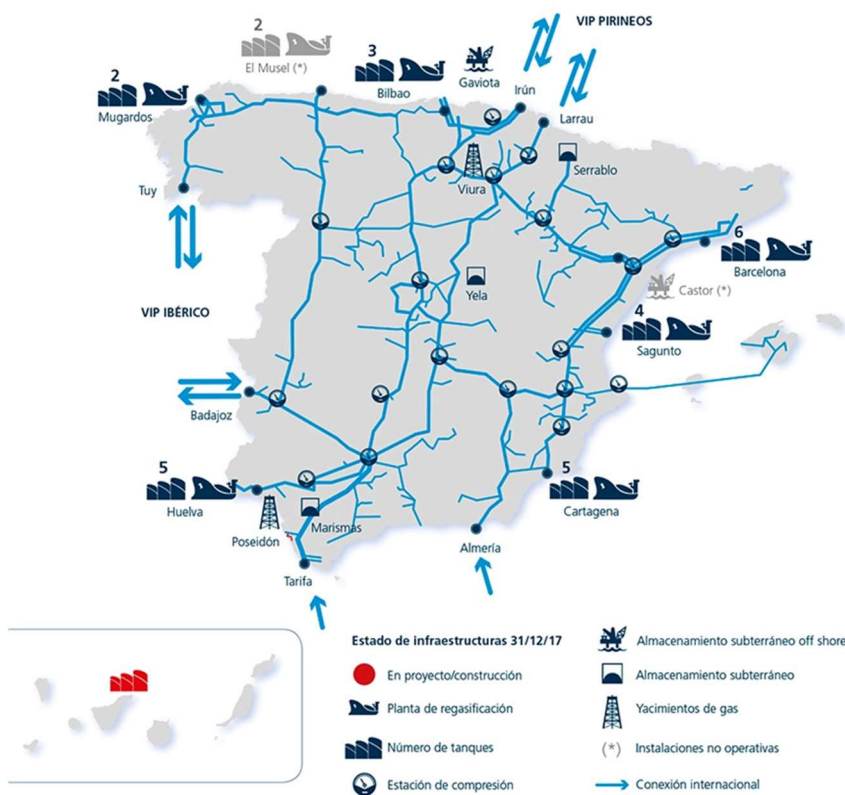 VIP PIRINEOS
2
El Musel (*)
3
Bilbao
Gaviota
Irún
Larrau
2
Mugardos
Viura
Serrablo
Tuy
6
Barcelona
Yela
Castor (*)
VIP IBÉRICO
4
Sagunto
Badajoz
5
Huelva
5
Cartagena
Poseidón
Marismas
Almería
Tarifa
Estado de infraestructuras 31/12/17
En proyecto/construcción
Planta de regasificación
Número de tanques
Estación de compresión
Almacenamiento subterráneo off shore
Almacenamiento subterráneo
Yacimientos de gas
(*) Instalaciones no operativas
Conexión internacional